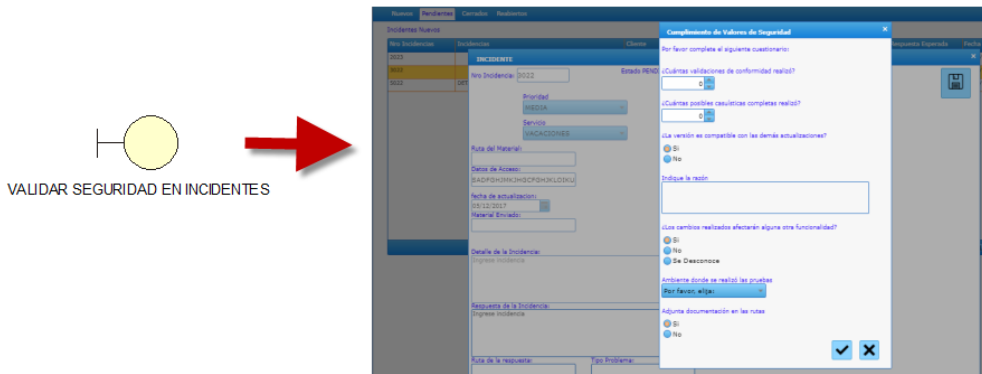 VALIDAR SEGURIDAD EN INCIDENTES
Nuevos Pendientes Cerrados Reabiertos
Incidentes Nuevos
Nro Incidencias Incidencias Cliente Respuesta Esperada Fecha
2023
3022
INCIDENTE
Nro Incidencia: 3022 Estado PEND
Prioridad
MEDIA
Servicio
VACACIONES
Ruta del Material:
Datos de Acceso:
fecha de actualizacion:
05/12/2017
Material Enviado:
Detalle de la Incidencia:
Ingrese incidencia
Respuesta de la Incidencia:
Ingrese incidencia
Ruta de la respuesta: Tipo Problema:
Cumplimiento de Valores de Seguridad
Por favor complete el siguiente cuestionario:
¿Cuántas validaciones de conformidad realizó?
0
¿Cuántas posibles casuísticas completas realizó?
0
¿La versión es compatible con las demás actualizaciones?
Si
No
Indique la razón
¿Los cambios realizados afectarán alguna otra funcionalidad?
Si
No
Se Desconoce
Ambiente donde se realizó las pruebas
Por favor, elija:
Adjunta documentación en las rutas
Si
No